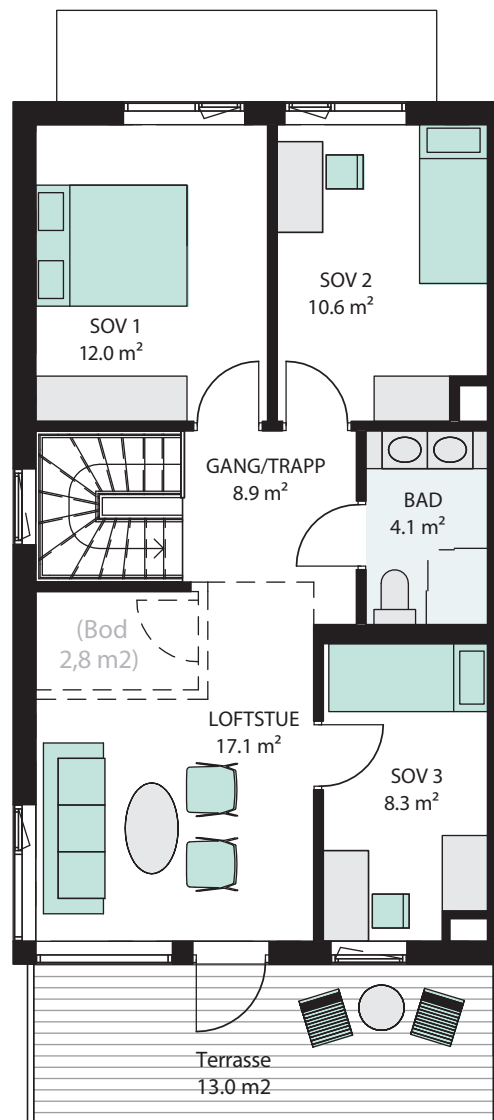 SOV 1
12.0 m²
SOV 2
10.6 m²
GANG/TRAPP
8.9 m²
BAD
4.1 m²
(Bod
2,8 m2)
LOFTSTUE
17.1 m²
SOV 3
8.3 m²
Terrasse
13.0 m2